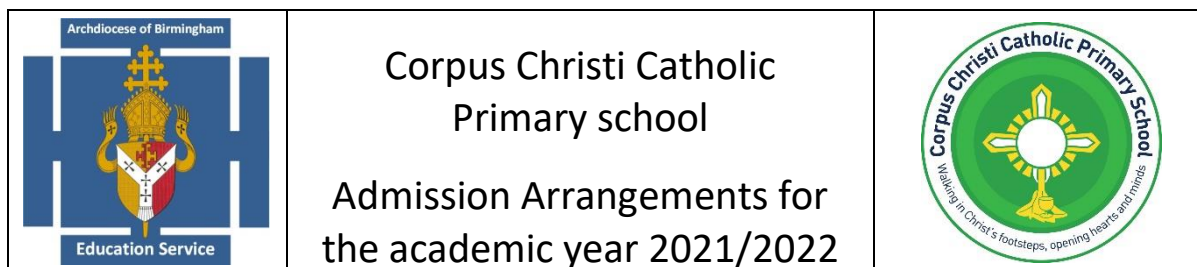 Archdiocese of Birmingham
Education Service
Corpus Christi Catholic
Primary school
Admission Arrangements for
the academic year 2021/2022
Corpus Christi Catholic Primary School
Walking in Christ's footsteps, opening hearts and minds